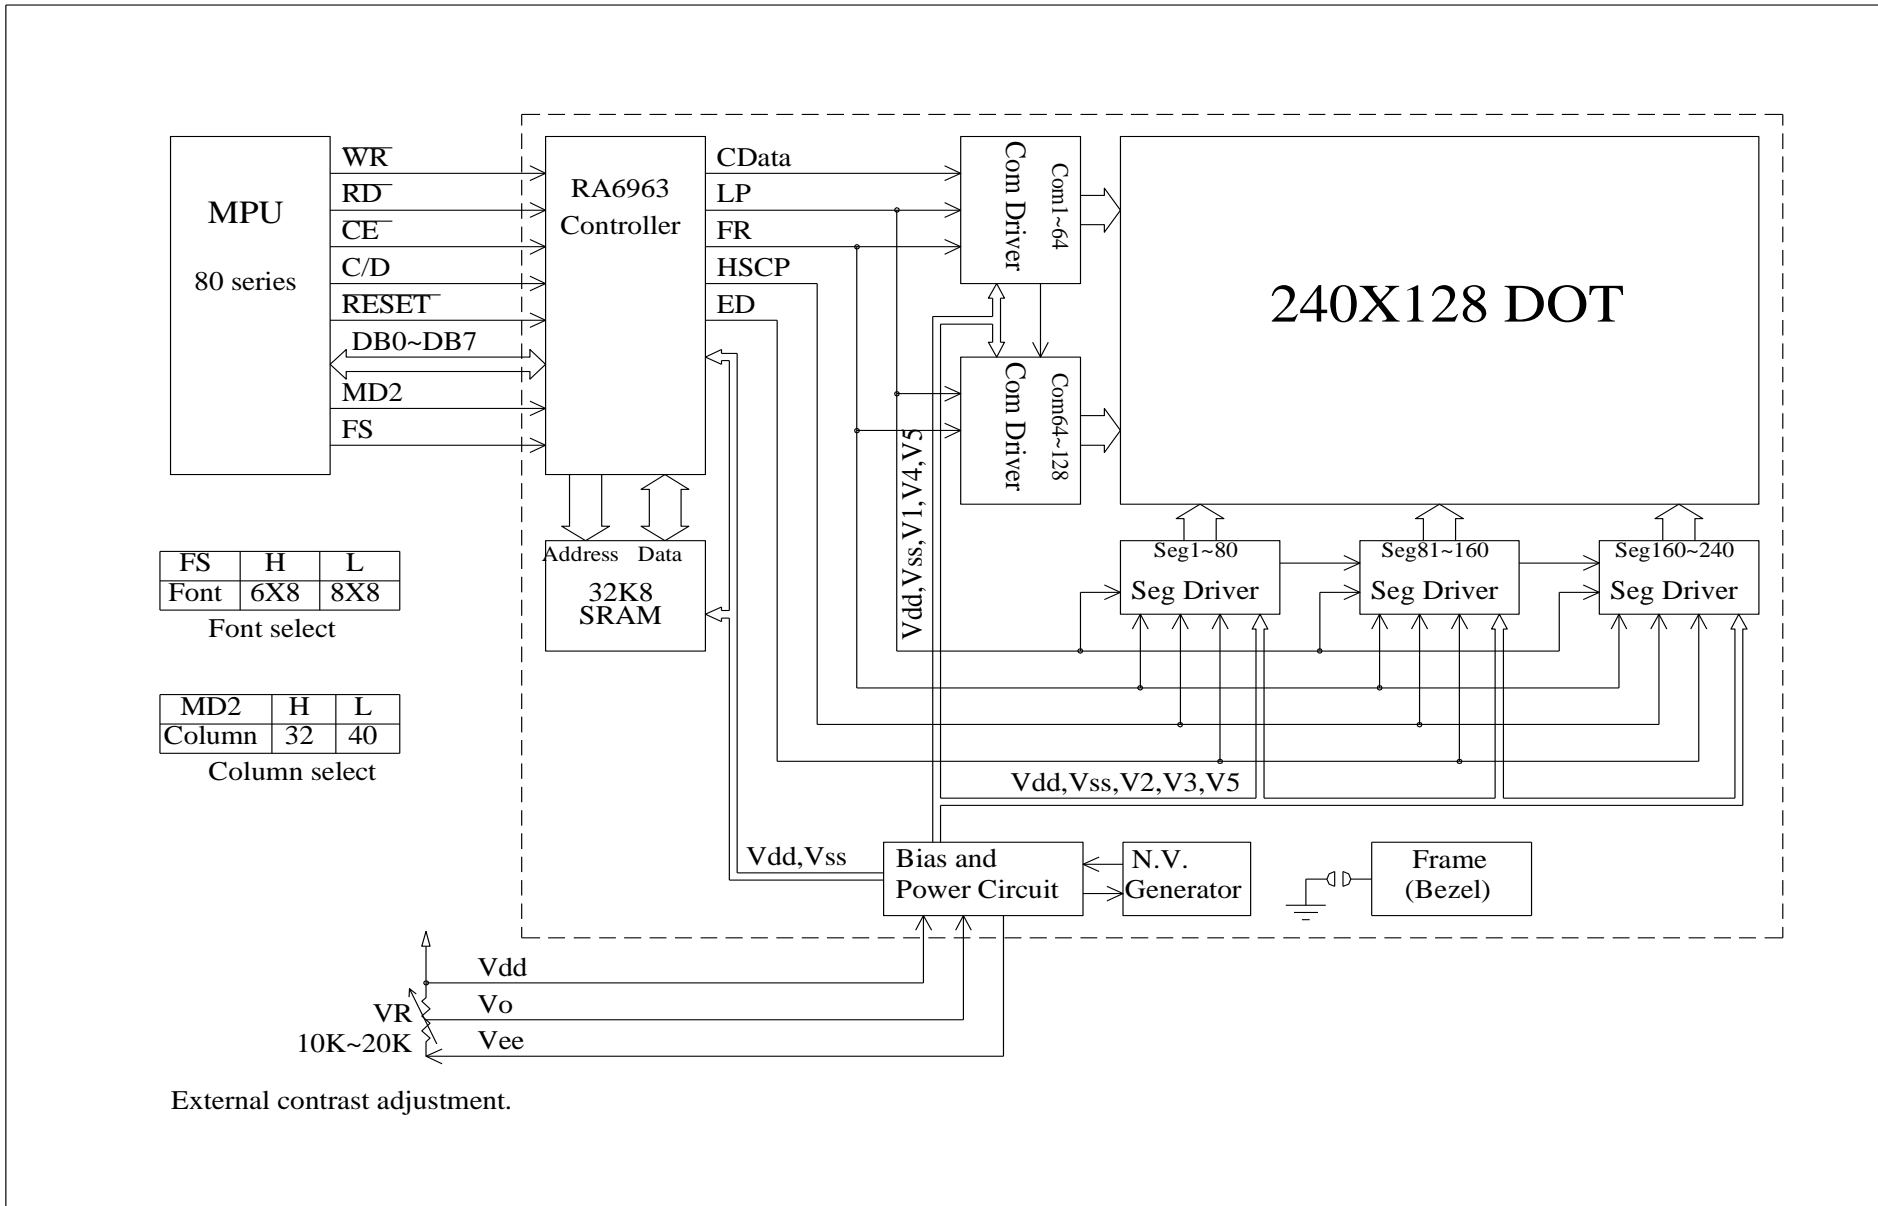 MPU
80 series
WR
RD
CE
C/D
RESET
DB0~DB7
MD2
FS
RA6963
Controller
CData
LP
FR
HSCP
ED
Com Driver
Com1~64
Com Driver
Com64~128
240X128 DOT
Address Data
32K8
SRAM
Vdd,Vss,V1,V4,V5
Seg1~80
Seg Driver
Seg81~160
Seg Driver
Seg160~240
Seg Driver
FS H L
Font 6X8 8X8
Font select
MD2 H L
Column 32 40
Column select
Vdd,Vss,V2,V3,V5
Vdd,Vss
Bias and
Power Circuit
N.V.
Generator
Frame
(Bezel)
Vdd
Vo
Vee
VR
10K~20K
External contrast adjustment.